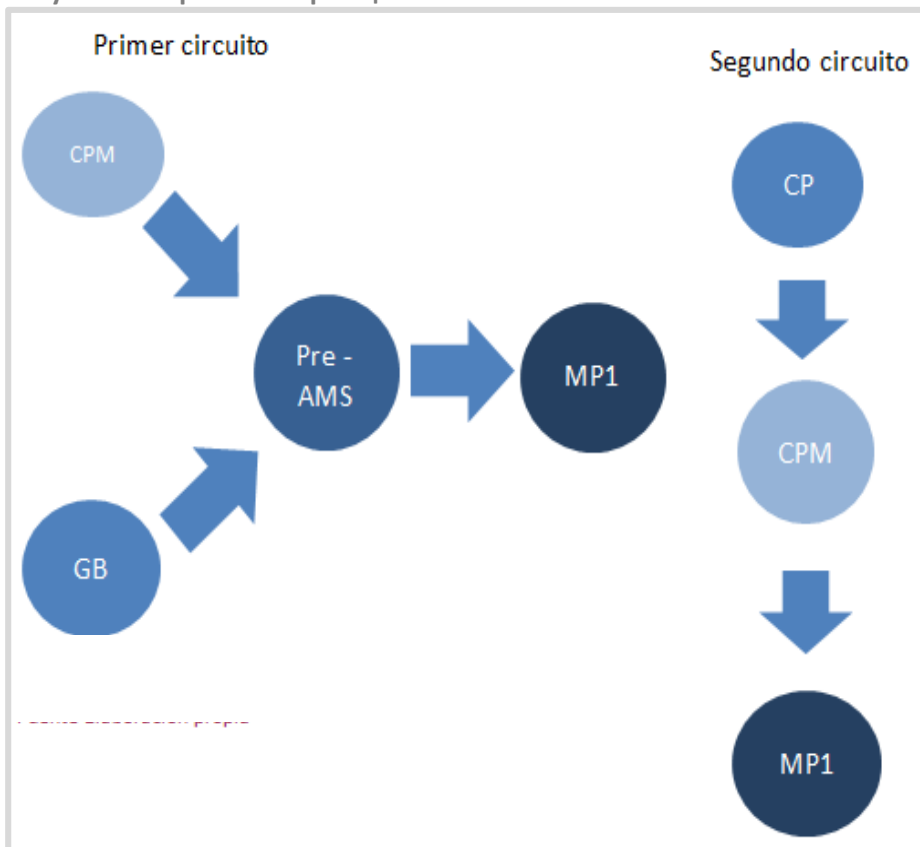 Primer circuito
Segundo circuito
CPM
CP
Pre -
AMS
MP1
CPM
GB
MP1